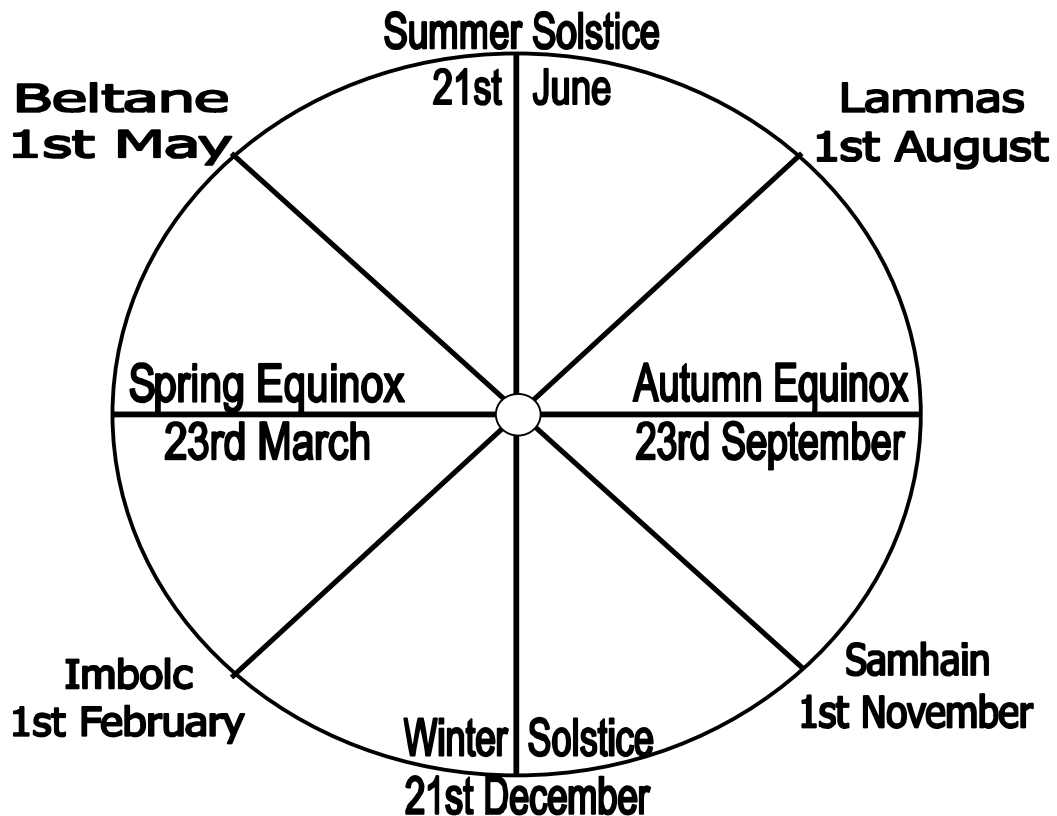 Summer Solstice
21st June
Beltane
1st May
Lammas
1st August
Spring Equinox
23rd March
Autumn Equinox
23rd September
Imbolc
1st February
Samhain
1st November
Winter Solstice
21st December